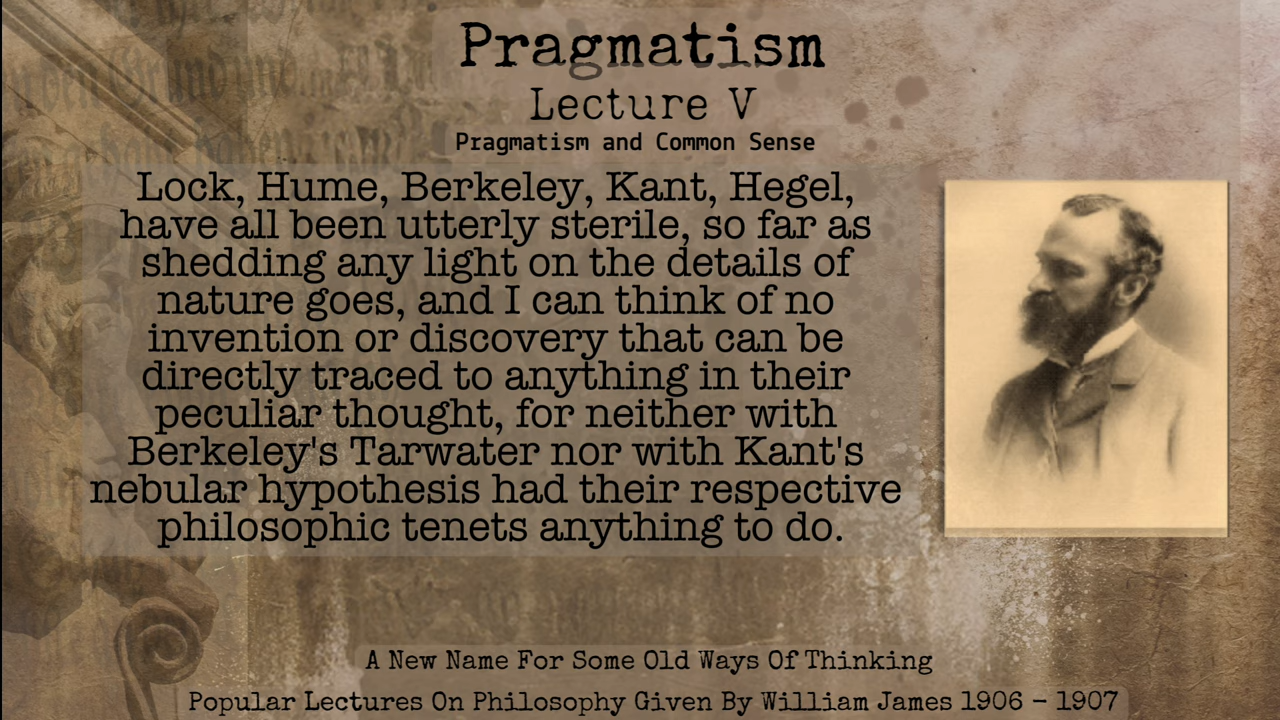 Pragmatism
Lecture V
Pragmatism and Common Sense
Lock, Hume, Berkeley, Kant, Hegel,
have all been utterly sterile, so far as
shedding any light on the details of
nature goes, and I can think of no
invention or discovery that can be
directly traced to anything in their
peculiar thought, for neither with
Berkeley's Tarwater nor with Kant's
nebular hypothesis had their respective
philosophic tenets anything to do.
A New Name For Some Old Ways Of Thinking
Popular Lectures On Philosophy Given By William James 1906 – 1907